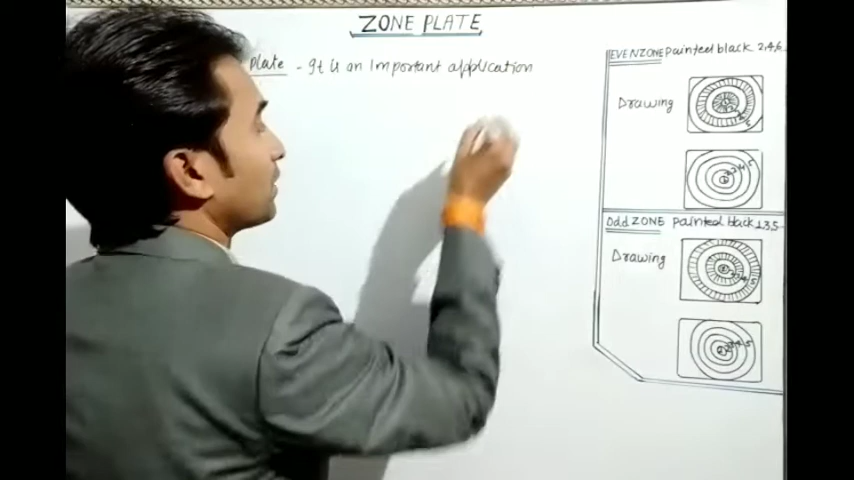 ZONE PLATE
Plate - It is an Important application
EVEN ZONE painted black 2,4,6
Drawing
Odd ZONE painted black 1 3 5
Drawing